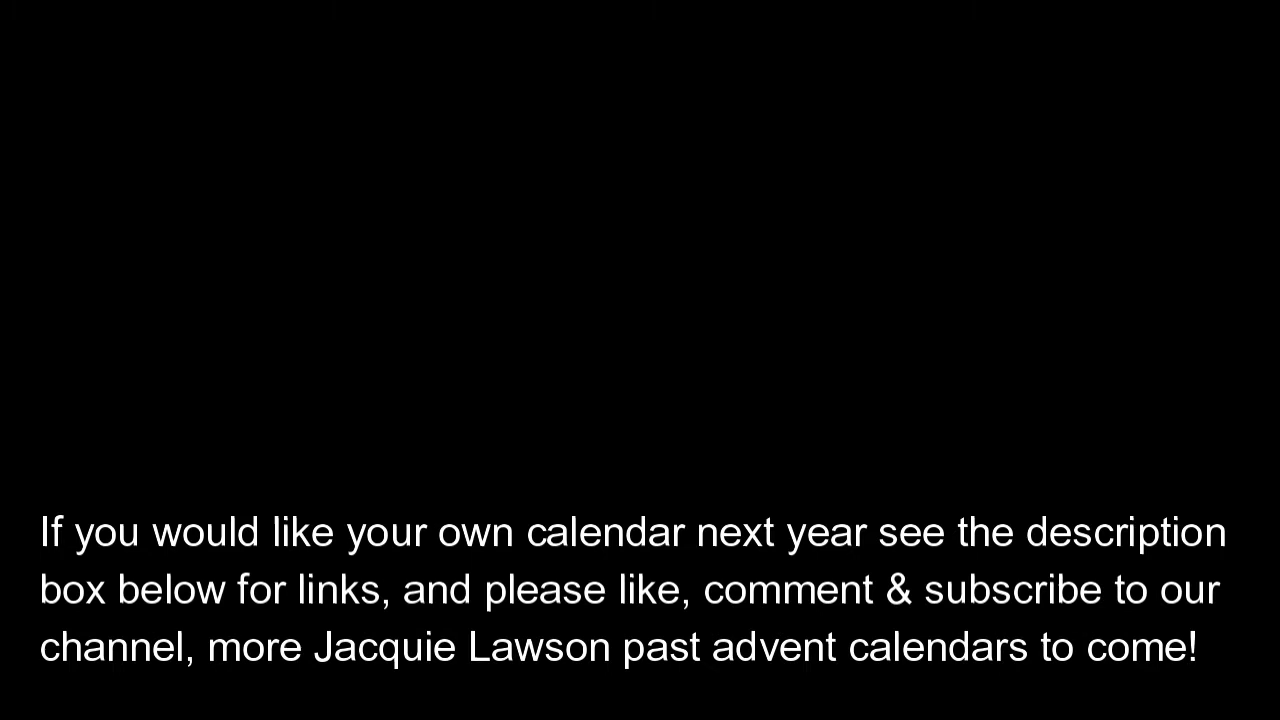 If you would like your own calendar next year see the description
box below for links, and please like, comment & subscribe to our
channel, more Jacquie Lawson past advent calendars to come!